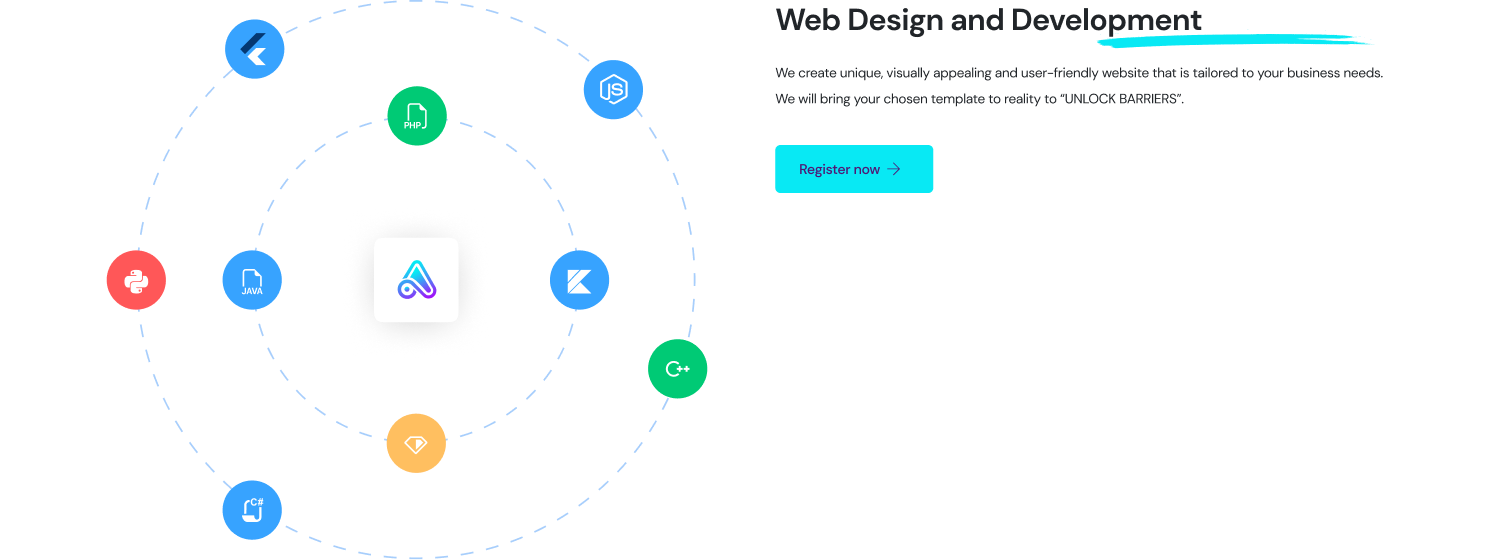 Web Design and Development
We create unique, visually appealing and user-friendly website that is tailored to your business needs.
We will bring your chosen template to reality to “UNLOCK BARRIERS”.
Register now
JS
PHP
JAVA
C++
C#